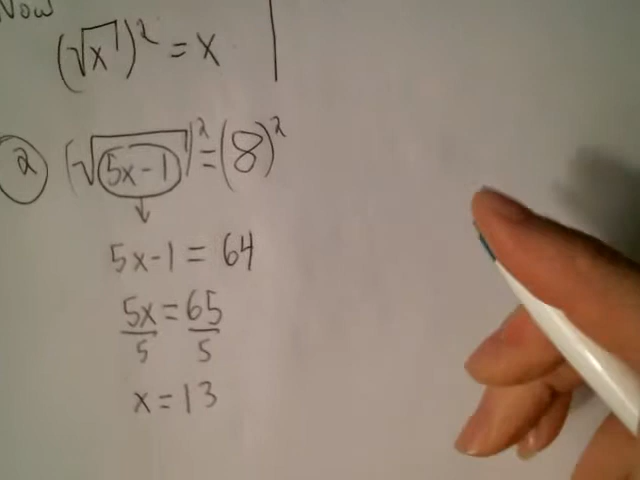 Now
(√x)² = x
2 (√5x-1)² = (8)²
5x-1 = 64
5x = 65
5 5
x = 13